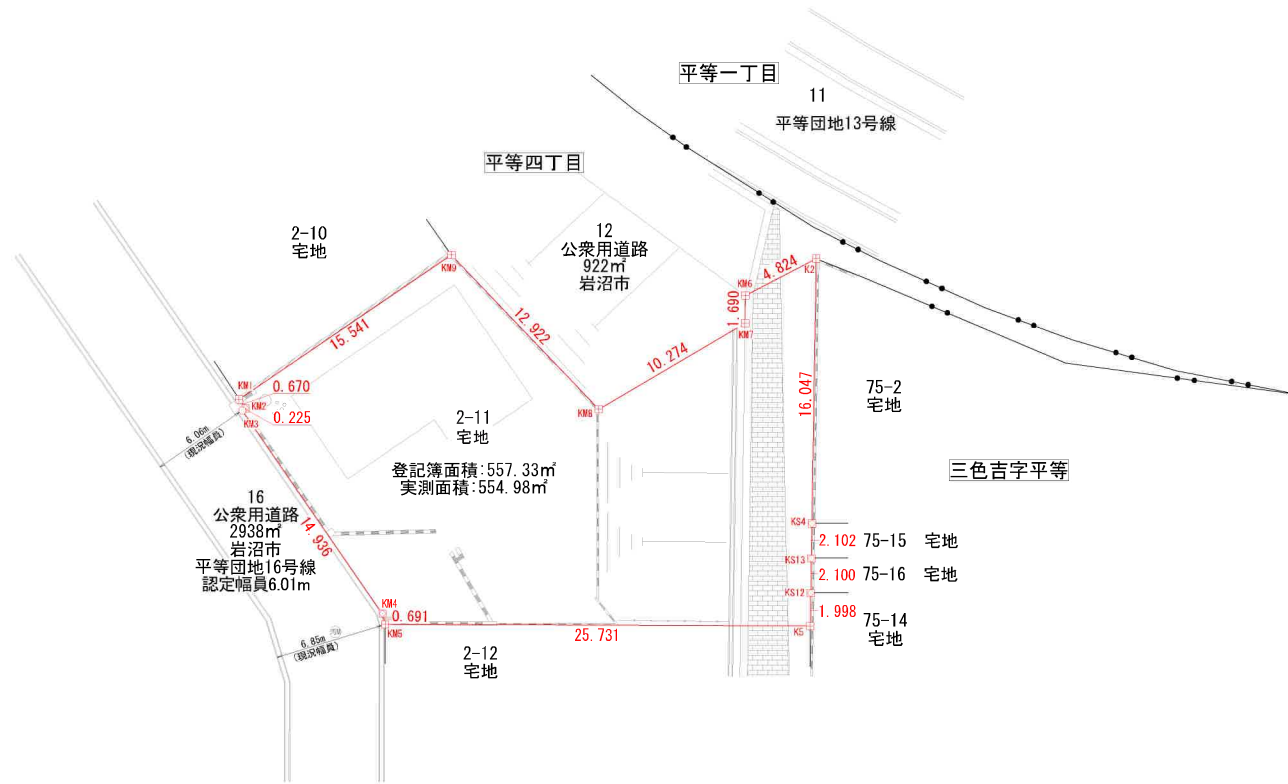 平等一丁目
11
平等団地13号線
平等四丁目
2-10
宅地
12
公衆用道路
922㎡
岩沼市
KM9
KM6
4.824
K2
1.690
KM7
15.541
12.922
10.274
16.047
KM1
0.670
KM2
KM3
0.225
KM8
75-2
宅地
2-11
宅地
6.06m
(現況幅員)
登記簿面積:557.33㎡
実測面積:554.98㎡
三色吉字平等
16
公衆用道路
2938㎡
岩沼市
平等団地16号線
認定幅員6.01m
14.936
KS4
2.102
75-15 宅地
KS13
2.100
75-16 宅地
KS12
1.998
75-14
宅地
KM4
0.691
KM5
25.731
K5
6.85m
(現況幅員)
2-12
宅地